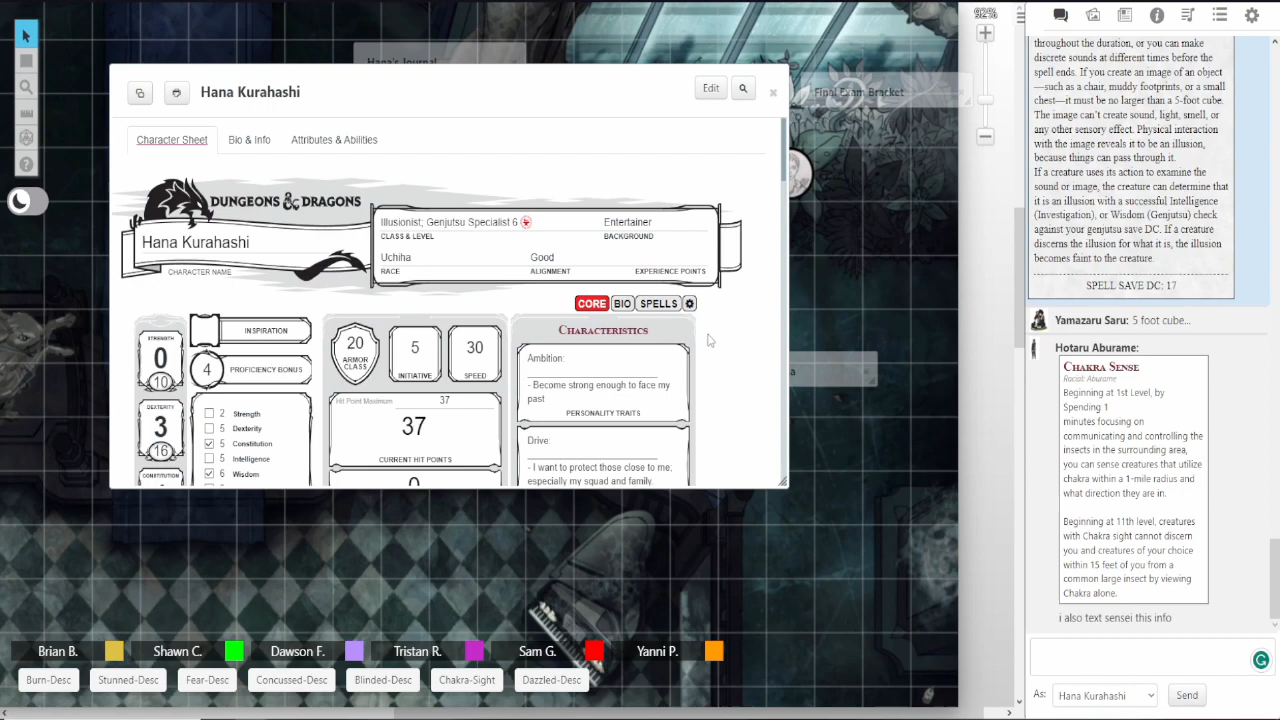 92%
Hana's Journal
Final Exam Bracket
Hana Kurahashi
Edit
Character Sheet
Bio & Info
Attributes & Abilities
DUNGEONS & DRAGONS
Hana Kurahashi
CHARACTER NAME
Illusionist; Genjutsu Specialist 6
Entertainer
CLASS & LEVEL
BACKGROUND
Uchiha
Good
RACE
ALIGNMENT
EXPERIENCE POINTS
CORE
BIO
SPELLS
STRENGTH
0
10
DEXTERITY
3
16
CONSTITUTION
INSPIRATION
4
PROFICIENCY BONUS
2 Strength
5 Dexterity
5 Constitution
5 Intelligence
6 Wisdom
20
ARMOR
CLASS
5
INITIATIVE
30
SPEED
Hit Point Maximum 37
37
CURRENT HIT POINTS
0
CHARACTERISTICS
Ambition:
- Become strong enough to face my
past
PERSONALITY TRAITS
Drive:
- I want to protect those close to me;
especially my squad and family.
a
Brian B.
Shawn C.
Dawson F.
Tristan R.
Sam G.
Yanni P.
Burn-Desc
Stunned-Desc
Fear-Desc
Concussed-Desc
Blinded-Desc
Chakra-Sight
Dazzled-Desc
throughout the duration, or you can make
discrete sounds at different times before the
spell ends. If you create an image of an object
—such as a chair, muddy footprints, or a small
chest—it must be no larger than a 5-foot cube.
The image can't create sound, light, smell, or
any other sensory effect. Physical interaction
with the image reveals it to be an illusion,
because things can pass through it.
If a creature uses its action to examine the
sound or image, the creature can determine that
it is an illusion with a successful Intelligence
(Investigation), or Wisdom (Genjutsu) check
against your genjutsu save DC. If a creature
discerns the illusion for what it is, the illusion
becomes faint to the creature.
SPELL SAVE DC: 17
Yamazaru Saru: 5 foot cube...
Hotaru Aburame:
CHAKRA SENSE
Racial: Aburame
Beginning at 1st Level, by
Spending 1
minutes focusing on
communicating and controlling the
insects in the surrounding area,
you can sense creatures that utilize
chakra within a 1-mile radius and
what direction they are in.
Beginning at 11th level, creatures
with Chakra sight cannot discern
you and creatures of your choice
within 15 feet of you from a
common large insect by viewing
Chakra alone.
i also text sensei this info
As:
Hana Kurahashi
Send